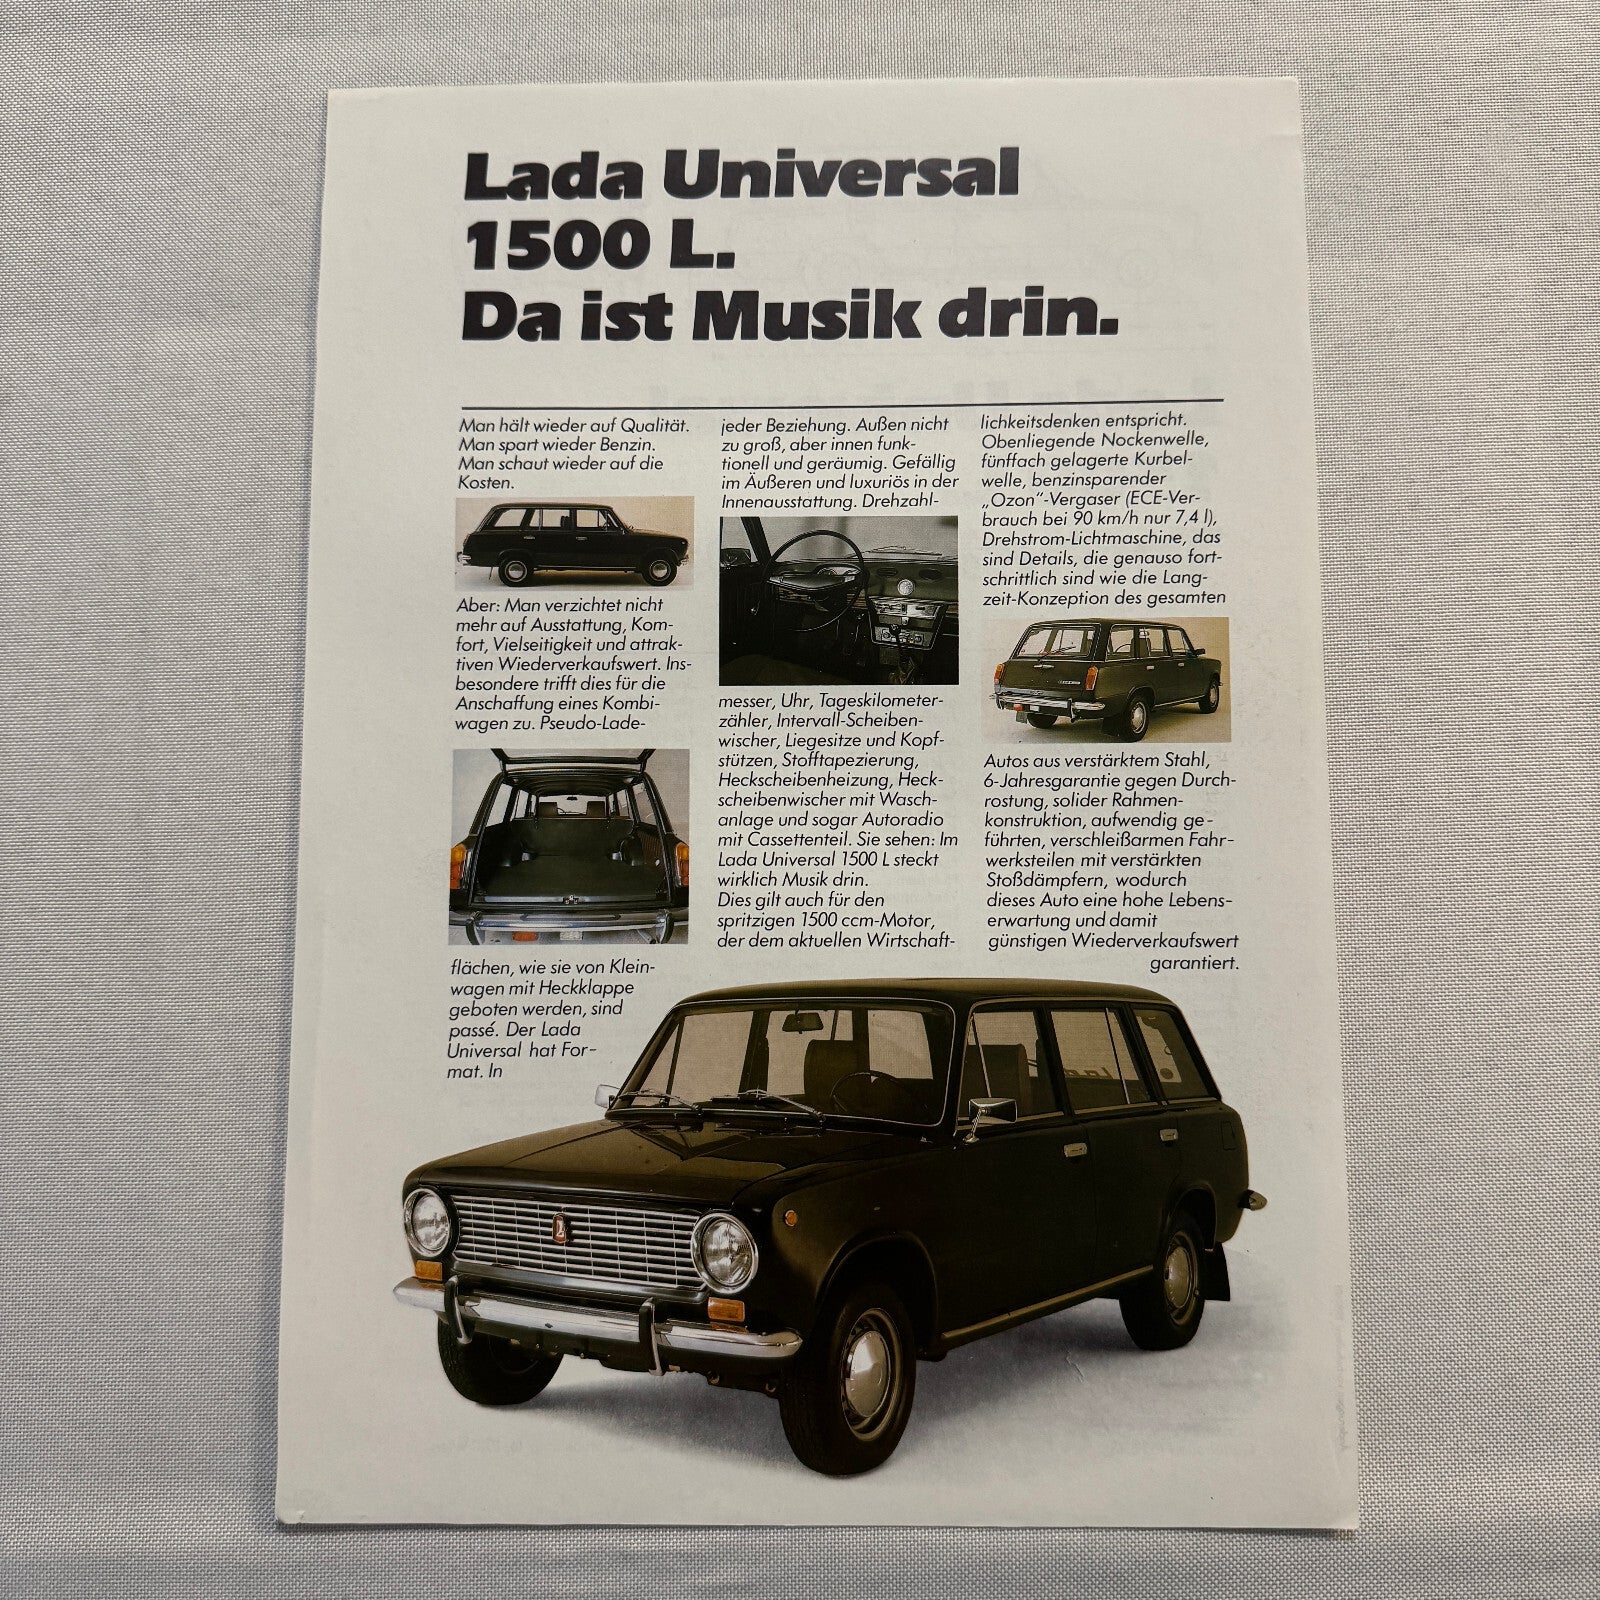 Lada Universal
1500 L.
Da ist Musik drin.
Man hält wieder auf Qualität.
Man spart wieder Benzin.
Man schaut wieder auf die
Kosten.
Aber: Man verzichtet nicht
mehr auf Ausstattung, Kom-
fort, Vielseitigkeit und attrak-
tiven Wiederverkaufswert. Ins-
besondere trifft dies für die
Anschaffung eines Kombi-
wagen zu. Pseudo-Lade-
flächen, wie sie von Klein-
wagen mit Heckklappe
geboten werden, sind
passé. Der Lada
Universal hat For-
mat. In
jeder Beziehung. Außen nicht
zu groß, aber innen funk-
tionell und geräumig. Gefällig
im Äußeren und luxuriös in der
Innenausstattung. Drehzahl-
messer, Uhr, Tageskilometer-
zähler, Intervall-Scheiben-
wischer, Liegesitze und Kopf-
stützen, Stofftapezierung,
Heckscheibenheizung, Heck-
scheibenwischer mit Wasch-
anlage und sogar Autoradio
mit Cassettenteil. Sie sehen: Im
Lada Universal 1500 L steckt
wirklich Musik drin.
Dies gilt auch für den
spritzigen 1500 ccm-Motor,
der dem aktuellen Wirtschaft-
lichkeitsdenken entspricht.
Obenliegende Nockenwelle,
fünffach gelagerte Kurbel-
welle, benzinsparender
„Ozon“-Vergaser (ECE-Ver-
brauch bei 90 km/h nur 7,4 l),
Drehstrom-Lichtmaschine, das
sind Details, die genauso fort-
schrittlich sind wie die Lang-
zeit-Konzeption des gesamten
Autos aus verstärktem Stahl,
6-Jahresgarantie gegen Durch-
rostung, solider Rahmen-
konstruktion, aufwendig ge-
führten, verschleißarmen Fahr-
werksteilen mit verstärkten
Stoßdämpfern, wodurch
dieses Auto eine hohe Lebens-
erwartung und damit
günstigen Wiederverkaufswert
garantiert.